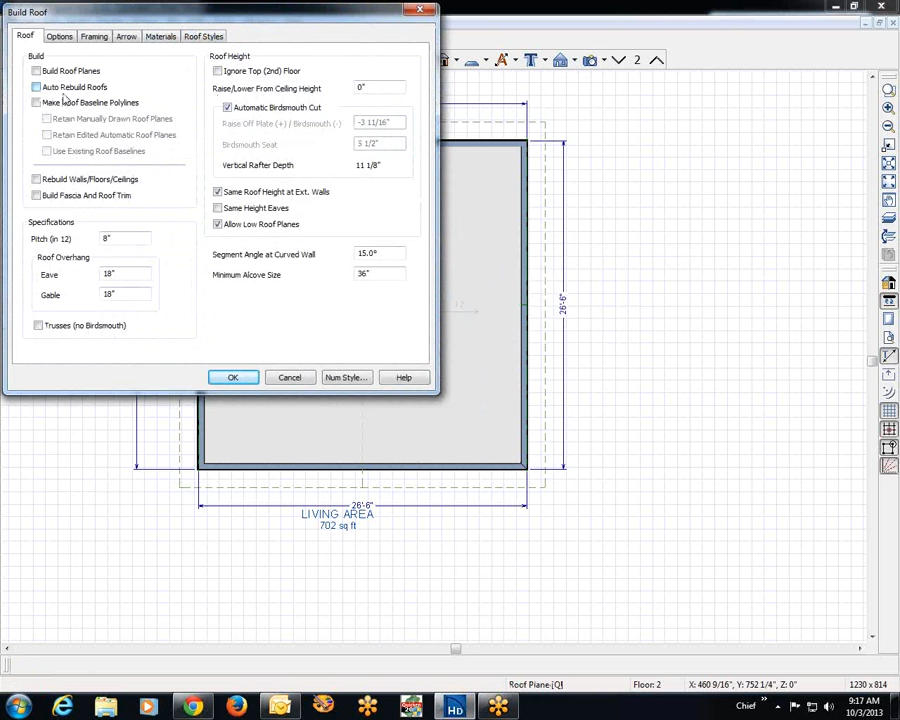 Build Roof
Roof
Options
Framing
Arrow
Materials
Roof Styles
Build
Build Roof Planes
Auto Rebuild Roofs
Make Roof Baseline Polylines
Retain Manually Drawn Roof Planes
Retain Edited Automatic Roof Planes
Use Existing Roof Baselines
Rebuild Walls/Floors/Ceilings
Build Fascia And Roof Trim
Specifications
Pitch (in 12)
8"
Roof Overhang
Eave
18"
Gable
18"
Trusses (no Birdsmouth)
Roof Height
Ignore Top (2nd) Floor
Raise/Lower From Ceiling Height
0"
Automatic Birdsmouth Cut
Raise Off Plate (+) / Birdsmouth (-)
-3 11/16"
Birdsmouth Seat
3 1/2"
Vertical Rafter Depth
11 1/8"
Same Roof Height at Ext. Walls
Same Height Eaves
Allow Low Roof Planes
Segment Angle at Curved Wall
15.0°
Minimum Alcove Size
36"
OK
Cancel
Num Style...
Help
A
T
2
12
26'-6"
26'-6"
LIVING AREA
702 sq ft
Floor: 2
X: 460 9/16", Y: 722 1/4", Z: 0"
1230 x 814
Chief
»
HD
9:17 AM
10/3/2013